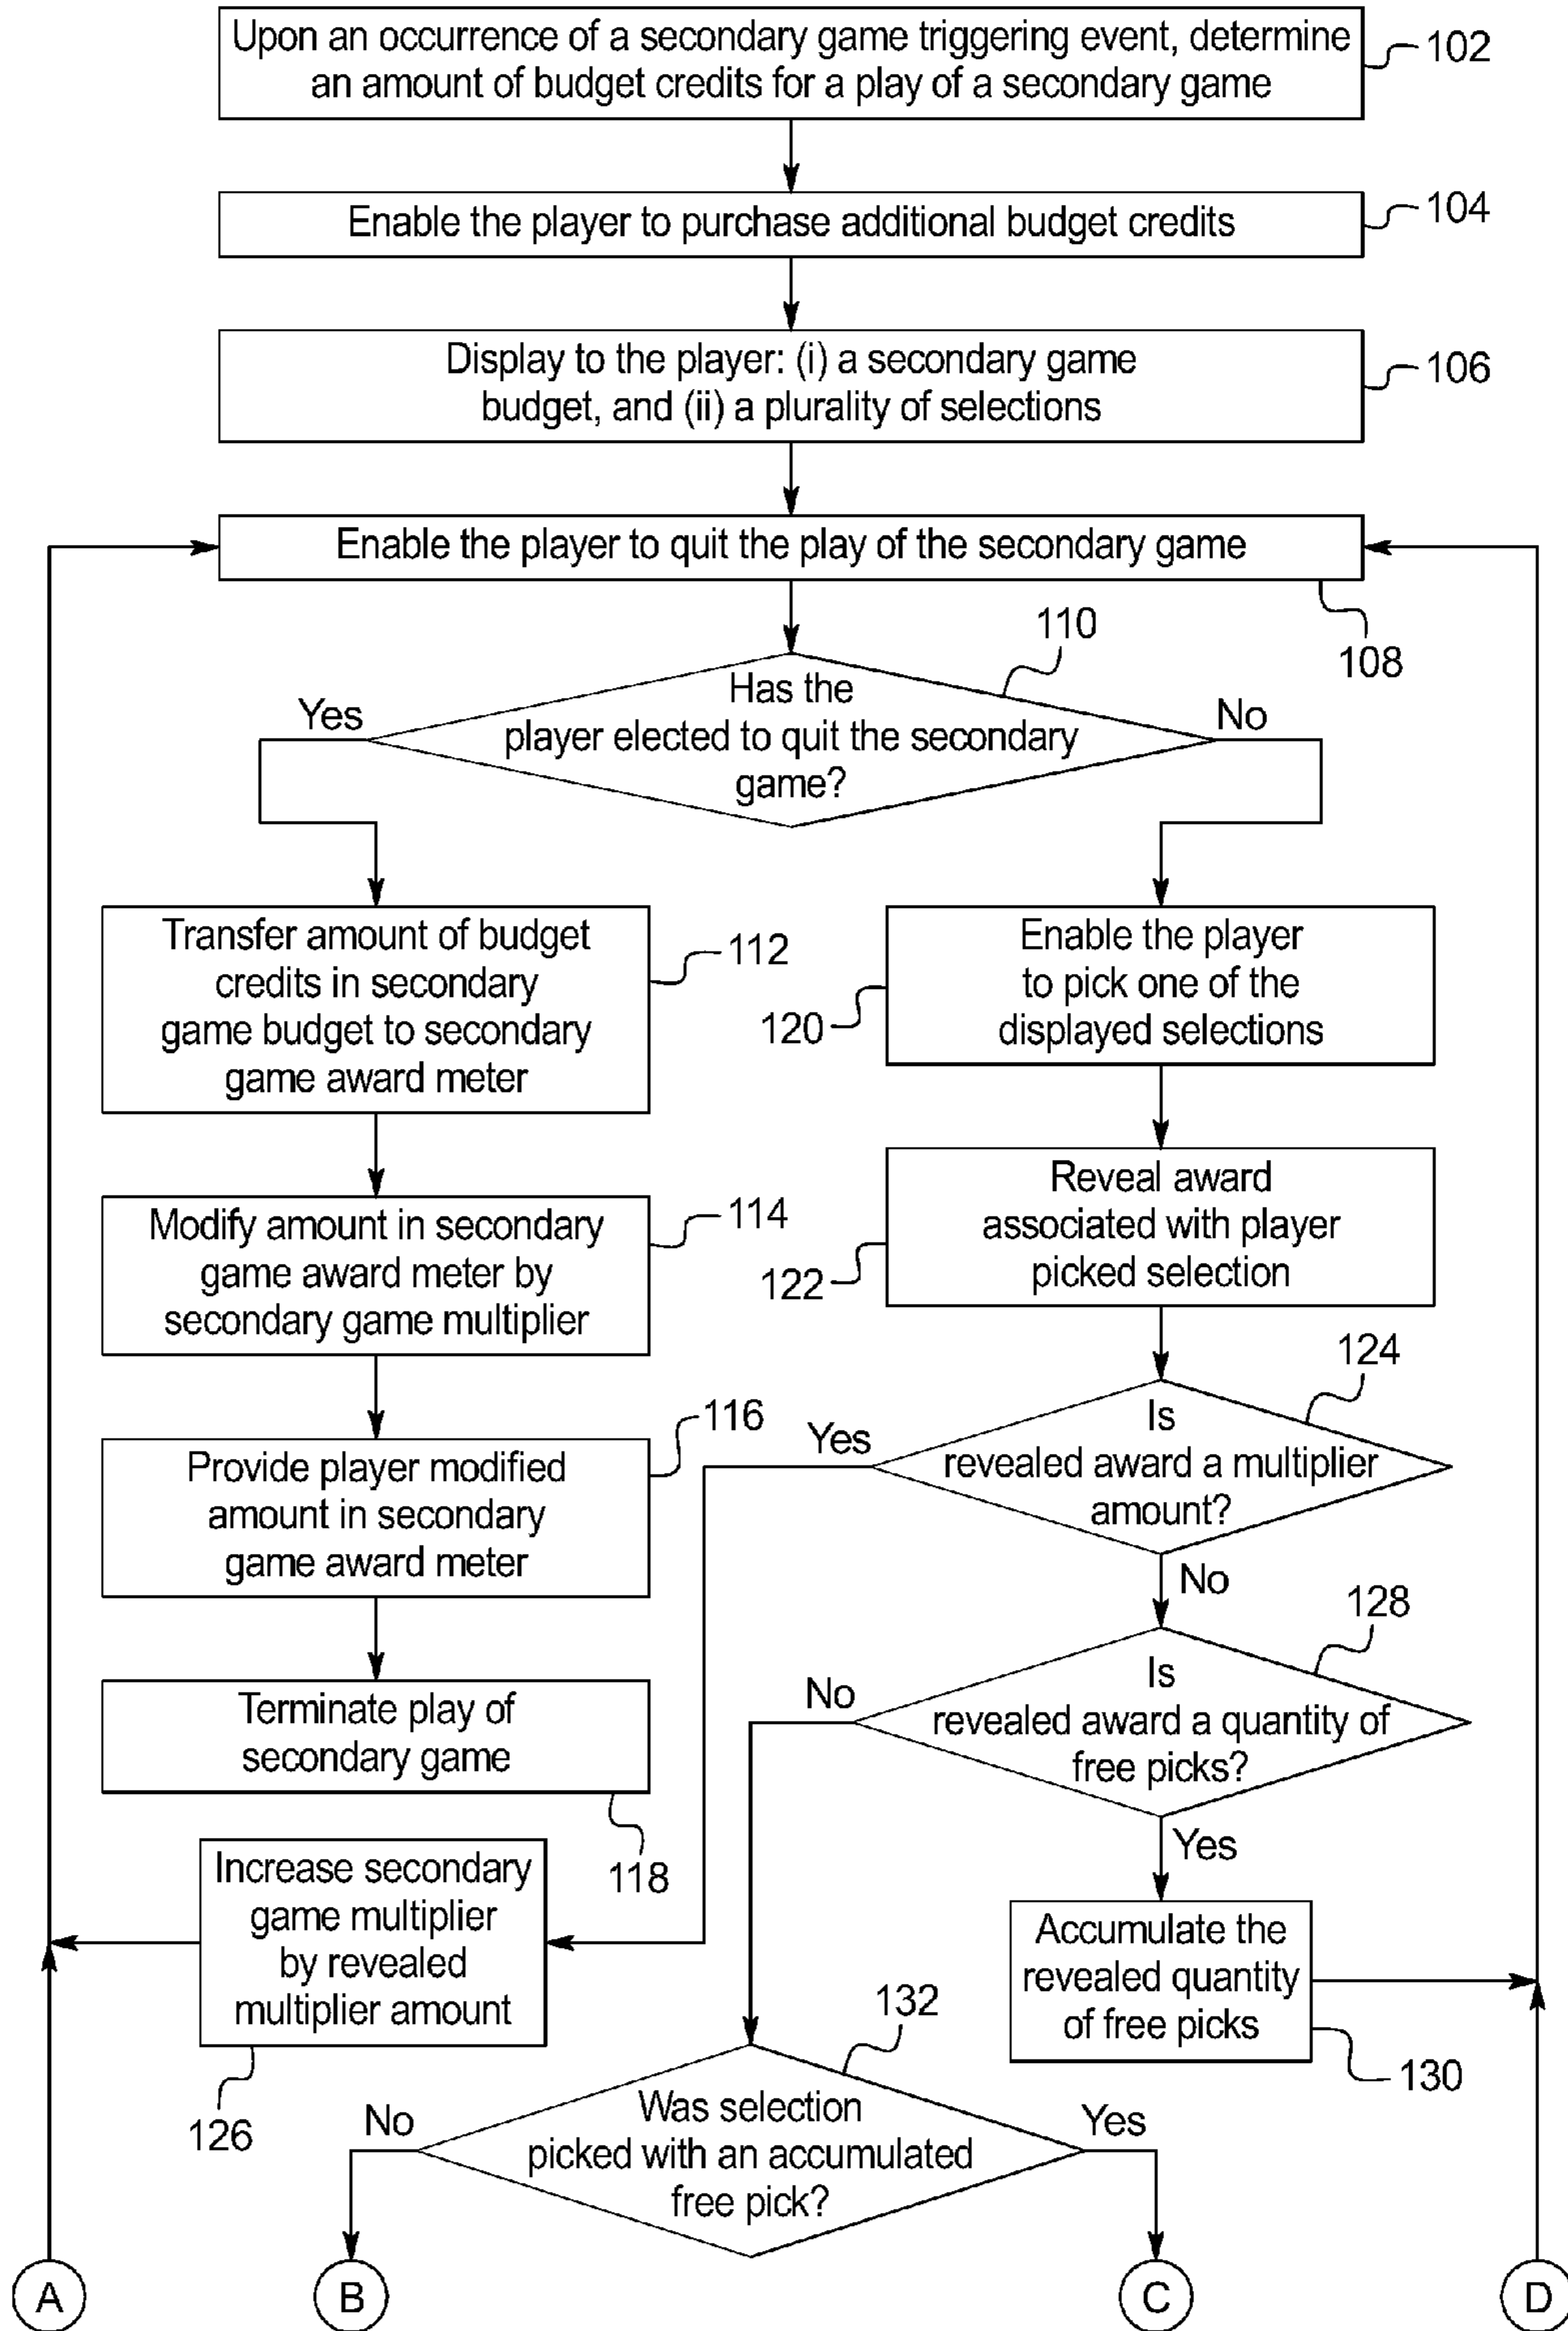 Upon an occurrence of a secondary game triggering event, determine
an amount of budget credits for a play of a secondary game
102
Enable the player to purchase additional budget credits
104
Display to the player: (i) a secondary game
budget, and (ii) a plurality of selections
106
Enable the player to quit the play of the secondary game
108
110
Has the
player elected to quit the secondary
game?
Yes
No
Transfer amount of budget
credits in secondary
game budget to secondary
game award meter
112
Enable the player
to pick one of the
displayed selections
120
Modify amount in secondary
game award meter by
secondary game multiplier
114
Reveal award
associated with player
picked selection
122
Provide player modified
amount in secondary
game award meter
116
124
Is
revealed award a multiplier
amount?
Yes
No
Terminate play of
secondary game
118
128
Is
revealed award a quantity of
free picks?
No
Yes
Increase secondary
game multiplier
by revealed
multiplier amount
126
Accumulate the
revealed quantity
of free picks
130
132
Was selection
picked with an accumulated
free pick?
No
Yes
A
B
C
D